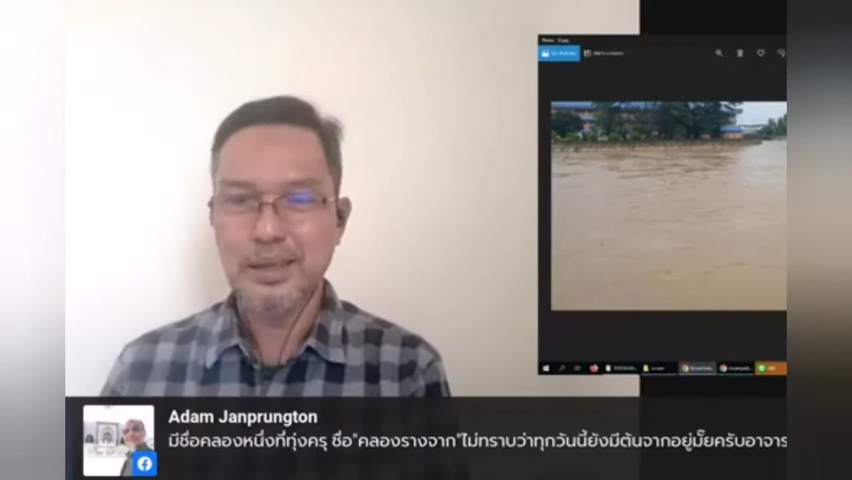 Adam Janprungton
มีชื่อคลองหนึ่งที่ทุ่งครุ ชื่อ"คลองรางจาก"ไม่ทราบว่าทุกวันนี้ยังมีต้นจากอยู่มั๊ยครับอาจาร